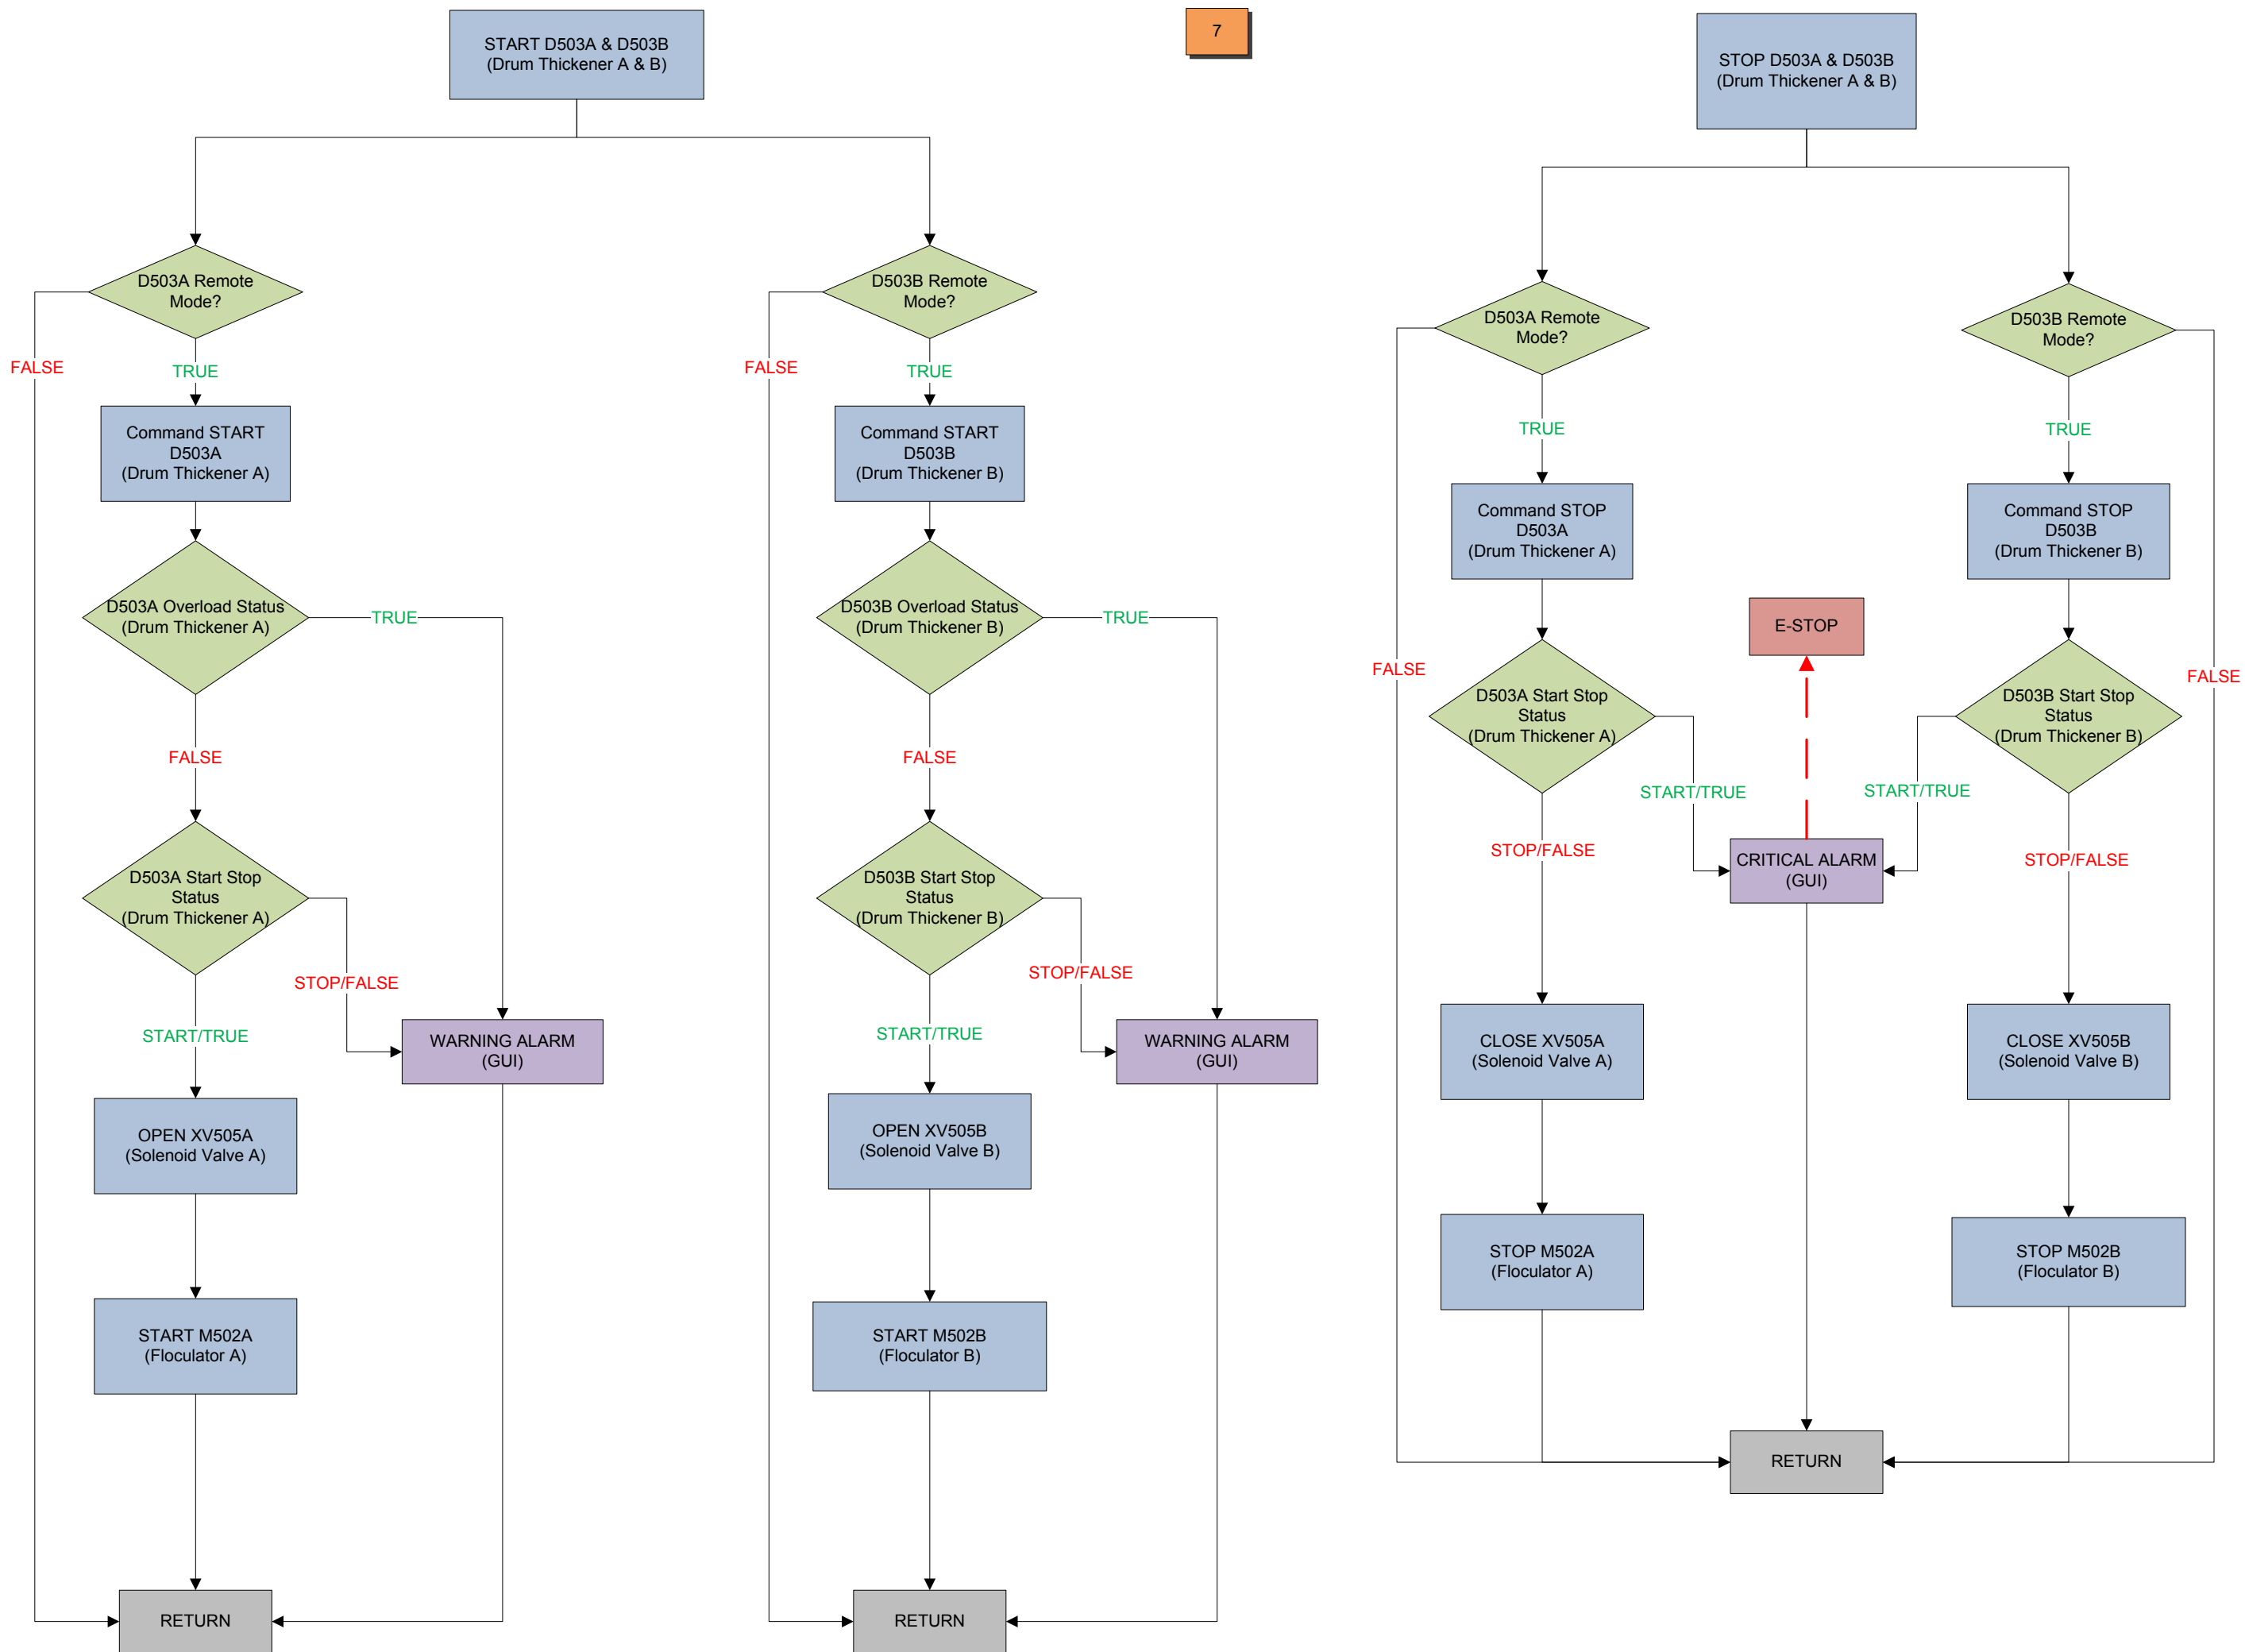 START D503A & D503B
(Drum Thickener A & B)
7
STOP D503A & D503B
(Drum Thickener A & B)
D503A Remote
Mode?
FALSE
TRUE
Command START
D503A
(Drum Thickener A)
D503A Overload Status
(Drum Thickener A)
TRUE
FALSE
D503A Start Stop
Status
(Drum Thickener A)
STOP/FALSE
START/TRUE
WARNING ALARM
(GUI)
OPEN XV505A
(Solenoid Valve A)
START M502A
(Floculator A)
RETURN
D503B Remote
Mode?
FALSE
TRUE
Command START
D503B
(Drum Thickener B)
D503B Overload Status
(Drum Thickener B)
TRUE
FALSE
D503B Start Stop
Status
(Drum Thickener B)
STOP/FALSE
START/TRUE
WARNING ALARM
(GUI)
OPEN XV505B
(Solenoid Valve B)
START M502B
(Floculator B)
RETURN
D503A Remote
Mode?
TRUE
FALSE
Command STOP
D503A
(Drum Thickener A)
D503A Start Stop
Status
(Drum Thickener A)
START/TRUE
STOP/FALSE
CLOSE XV505A
(Solenoid Valve A)
STOP M502A
(Floculator A)
E-STOP
CRITICAL ALARM
(GUI)
RETURN
D503B Remote
Mode?
TRUE
FALSE
Command STOP
D503B
(Drum Thickener B)
D503B Start Stop
Status
(Drum Thickener B)
START/TRUE
STOP/FALSE
CLOSE XV505B
(Solenoid Valve B)
STOP M502B
(Floculator B)